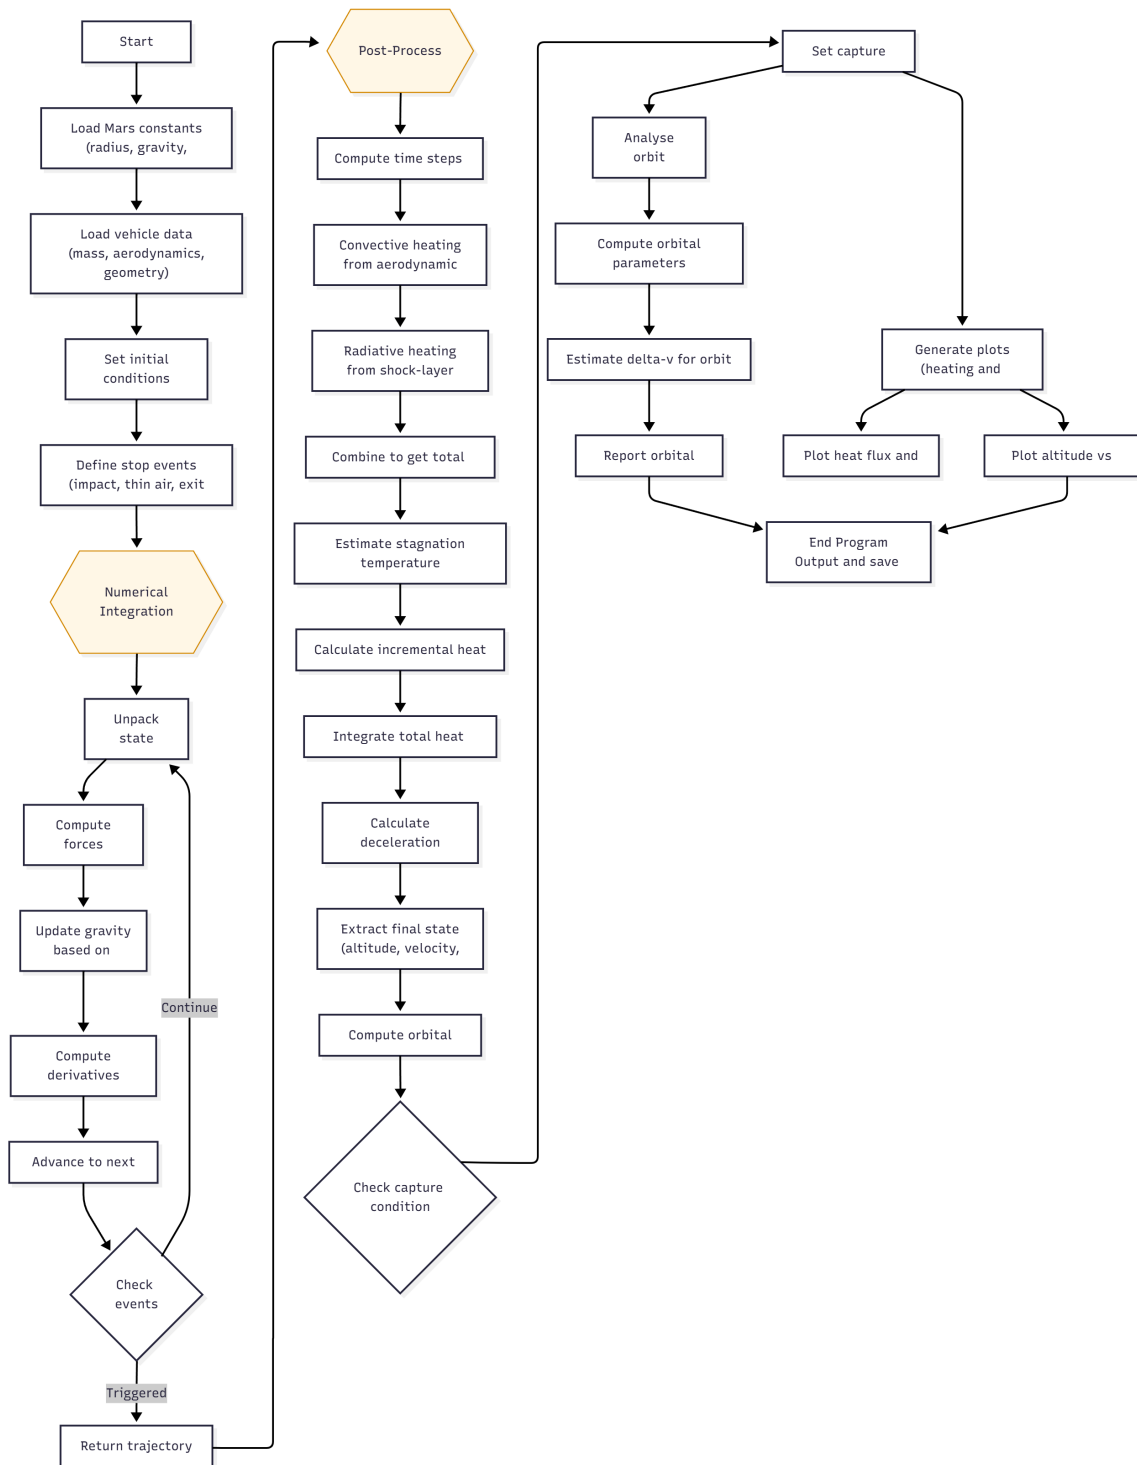 Start
Load Mars constants
(radius, gravity,
Load vehicle data
(mass, aerodynamics,
geometry)
Set initial
conditions
Define stop events
(impact, thin air, exit
Numerical
Integration
Unpack
state
Compute
forces
Update gravity
based on
Continue
Compute
derivatives
Advance to next
Check
events
Triggered
Return trajectory
Post-Process
Compute time steps
Convective heating
from aerodynamic
Radiative heating
from shock-layer
Combine to get total
Estimate stagnation
temperature
Calculate incremental heat
Integrate total heat
Calculate
deceleration
Extract final state
(altitude, velocity,
Compute orbital
Check capture
condition
Set capture
Analyse
orbit
Compute orbital
parameters
Estimate delta-v for orbit
Report orbital
Generate plots
(heating and
Plot heat flux and
Plot altitude vs
End Program
Output and save